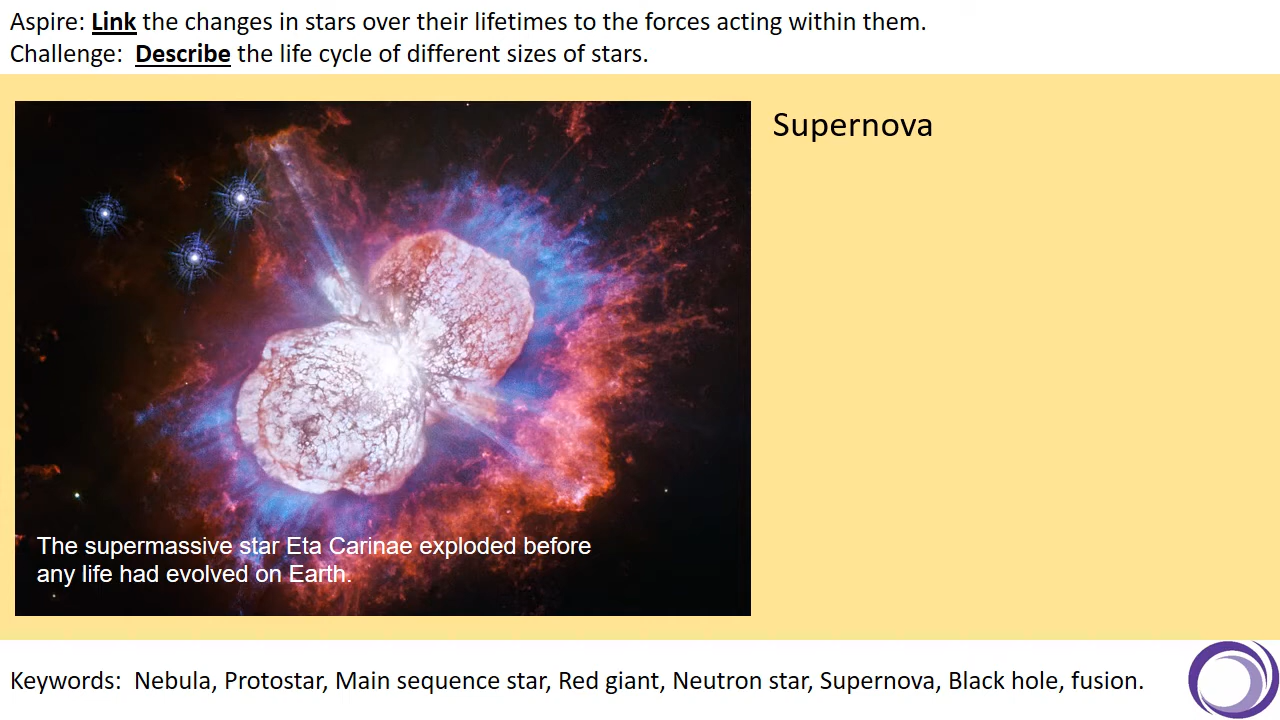 Aspire: Link the changes in stars over their lifetimes to the forces acting within them.
Challenge: Describe the life cycle of different sizes of stars.
Supernova
The supermassive star Eta Carinae exploded before
any life had evolved on Earth.
Keywords: Nebula, Protostar, Main sequence star, Red giant, Neutron star, Supernova, Black hole, fusion.